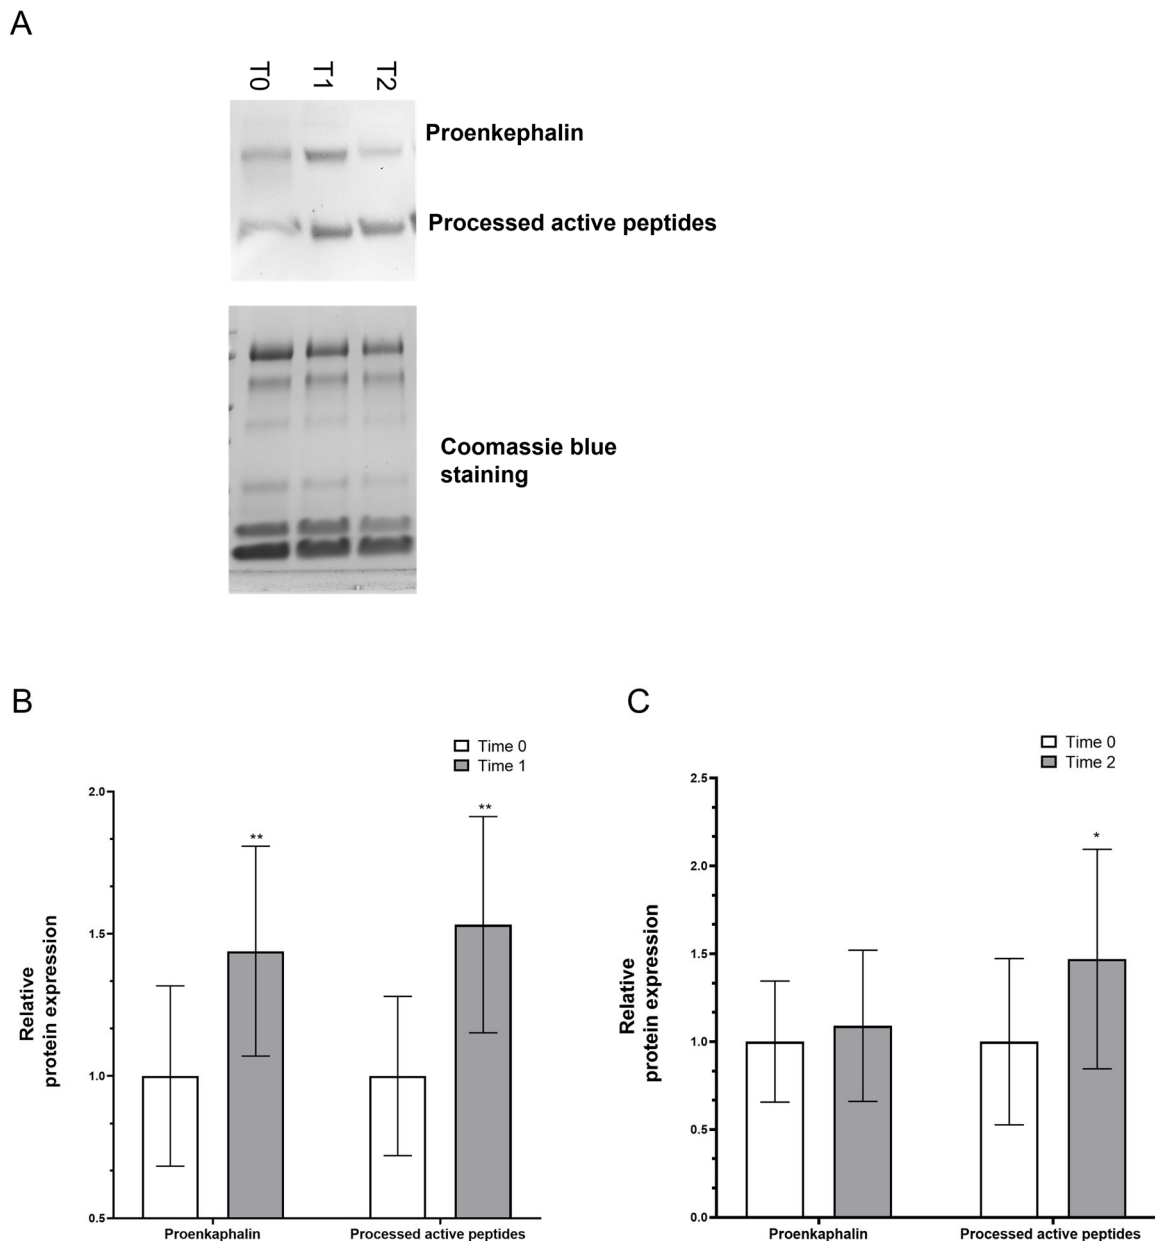 A
T0 T1 T2
Proenkephalin
Processed active peptides
Coomassie blue
staining
B
Time 0
Time 1
2.0
1.5
1.0
0.5
Relative
protein expression
**
**
Proenkaphalin
Processed active peptides
C
Time 0
Time 2
2.5
2.0
1.5
1.0
0.5
0.0
Relative
protein expression
*
Proenkaphalin
Processed active peptides